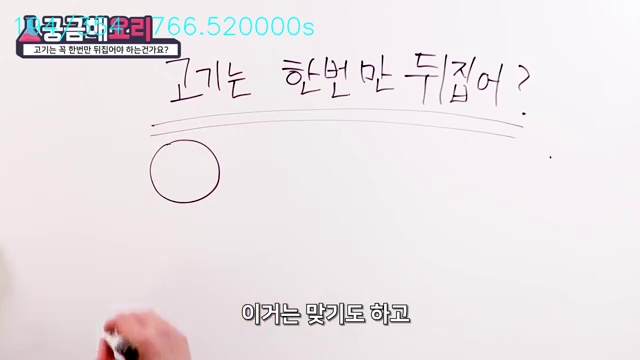 궁금해요리
고기는 꼭 한번만 뒤집어야 하는건가요?
766.520000s
고기는 한번만 뒤집어?
이거는 맞기도 하고